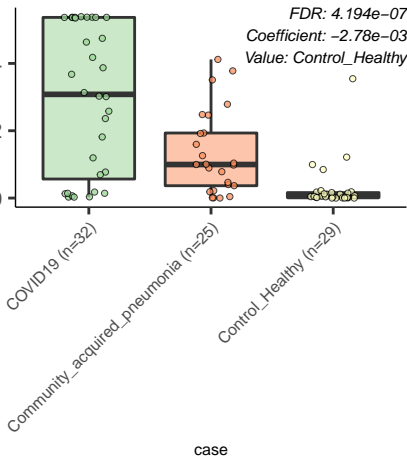 FDR: 4.194e−07
Coefficient: −2.78e−03
Value: Control_Healthy
COVID19 (n=32)
Community_acquired_pneumonia (n=25)
Control_Healthy (n=29)
case